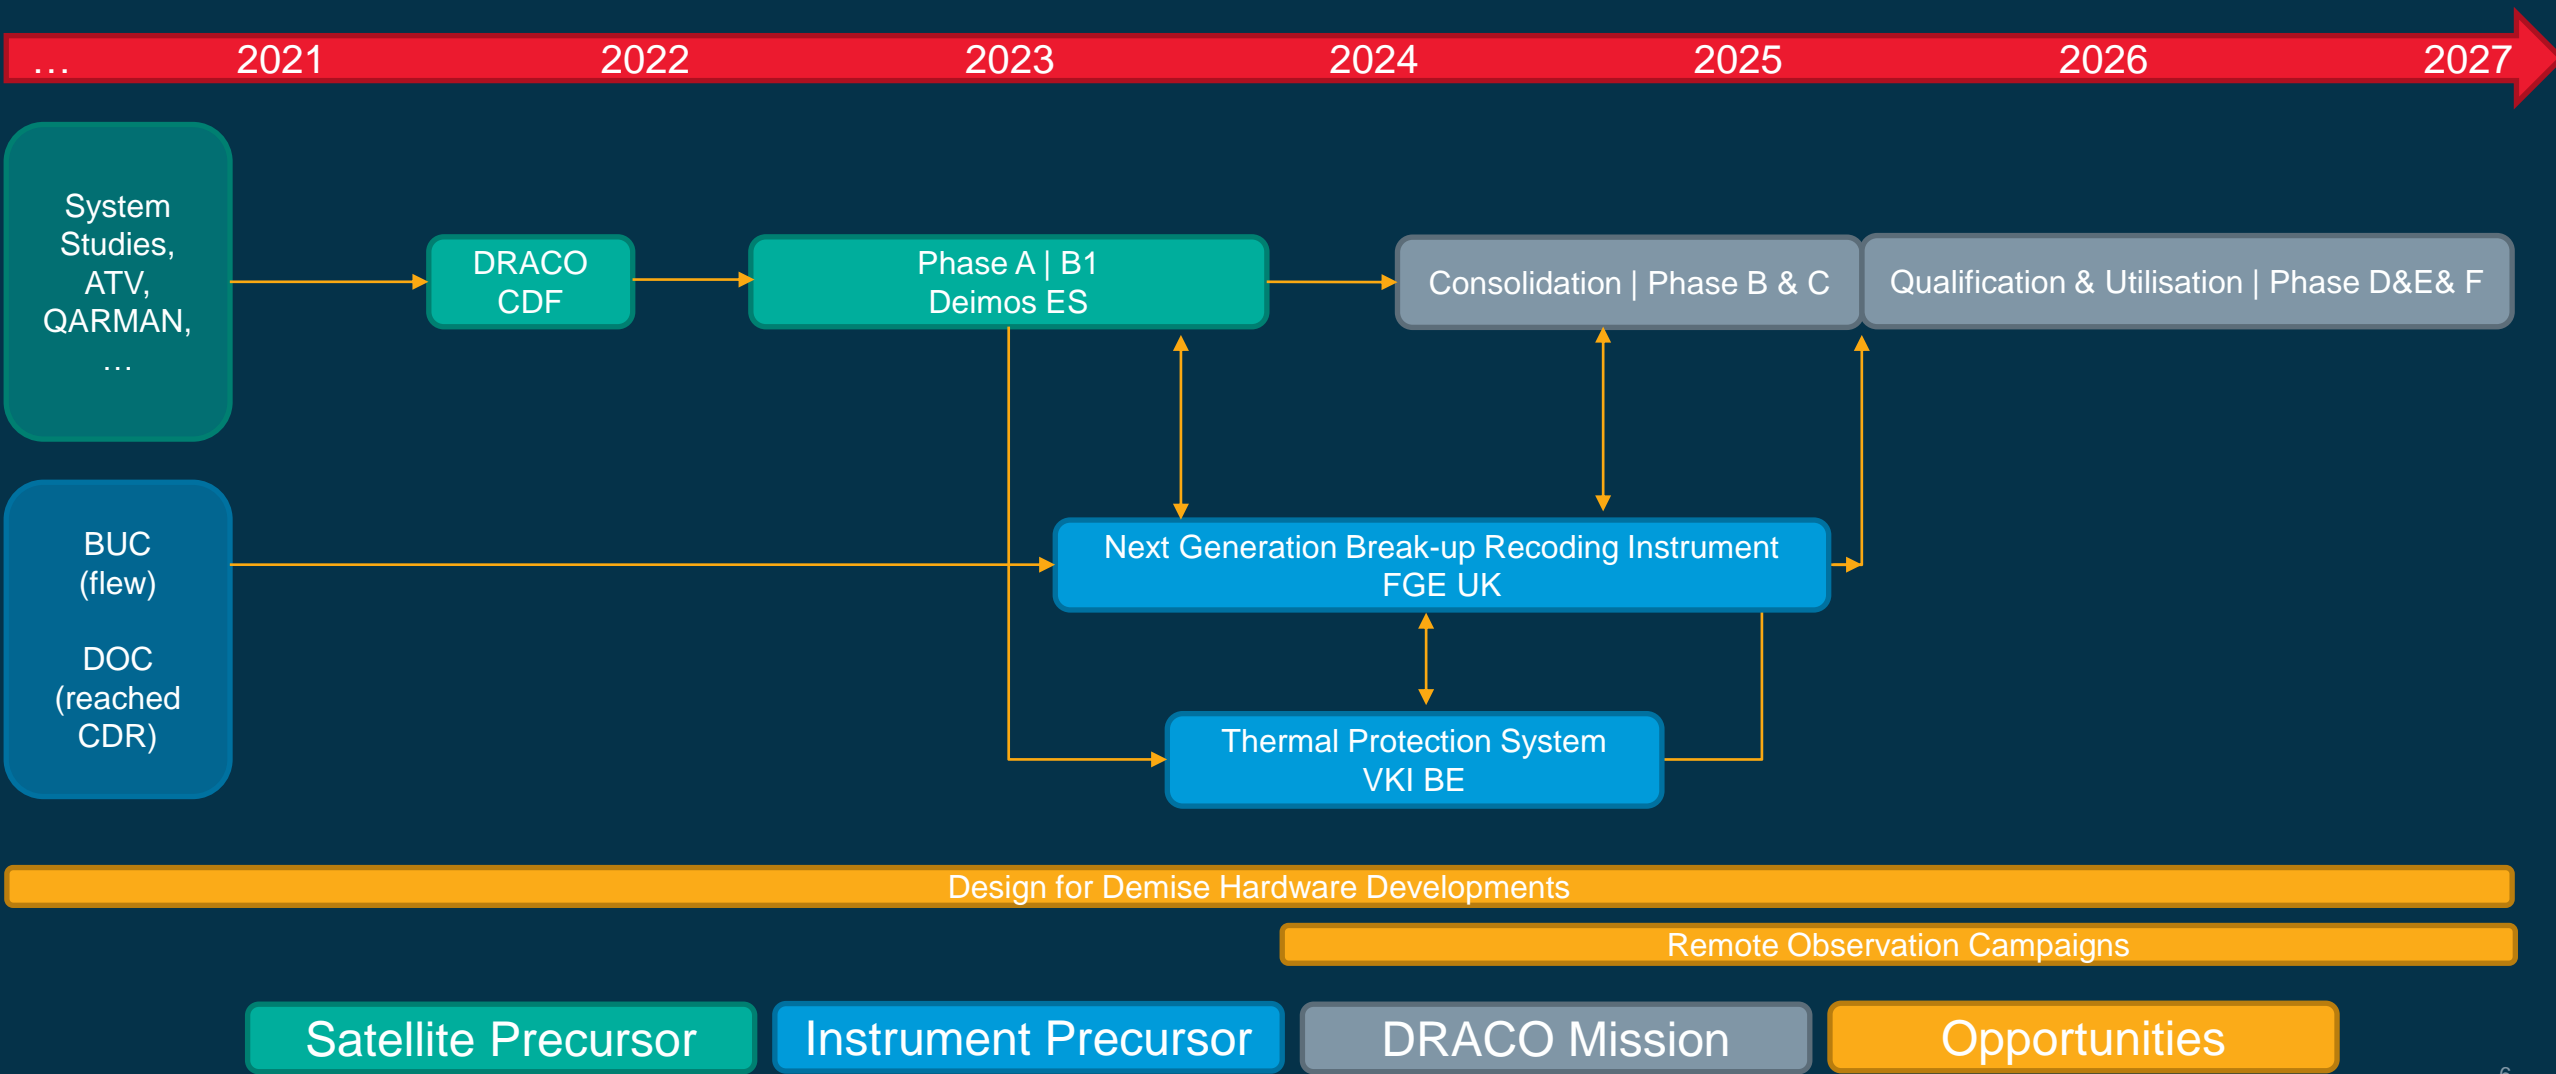 … 2021 2022 2023 2024 2025 2026 2027
System
Studies,
ATV,
QARMAN,
…
DRACO
CDF
Phase A | B1
Deimos ES
Consolidation | Phase B & C
Qualification & Utilisation | Phase D&E& F
BUC
(flew)
DOC
(reached
CDR)
Next Generation Break-up Recoding Instrument
FGE UK
Thermal Protection System
VKI BE
Design for Demise Hardware Developments
Remote Observation Campaigns
Satellite Precursor
Instrument Precursor
DRACO Mission
Opportunities